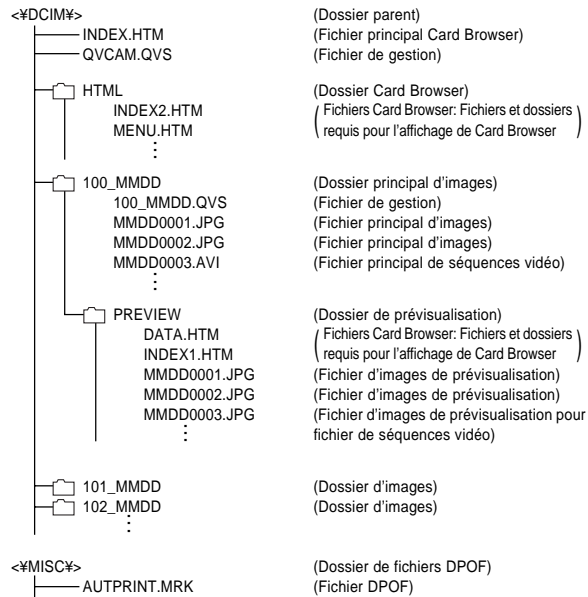 <¥DCIM¥> (Dossier parent)
INDEX.HTM (Fichier principal Card Browser)
QVCAM.QVS (Fichier de gestion)
HTML (Dossier Card Browser)
INDEX2.HTM ( Fichiers Card Browser: Fichiers et dossiers
MENU.HTM requis pour l'affichage de Card Browser )
100_MMDD (Dossier principal d'images)
100_MMDD.QVS (Fichier de gestion)
MMDD0001.JPG (Fichier principal d'images)
MMDD0002.JPG (Fichier principal d'images)
MMDD0003.AVI (Fichier principal de séquences vidéo)
PREVIEW (Dossier de prévisualisation)
DATA.HTM ( Fichiers Card Browser: Fichiers et dossiers
INDEX1.HTM requis pour l'affichage de Card Browser )
MMDD0001.JPG (Fichier d'images de prévisualisation)
MMDD0002.JPG (Fichier d'images de prévisualisation)
MMDD0003.JPG (Fichier d'images de prévisualisation pour
fichier de séquences vidéo)
101_MMDD (Dossier d'images)
102_MMDD (Dossier d'images)
<¥MISC¥> (Dossier de fichiers DPOF)
AUTPRINT.MRK (Fichier DPOF)